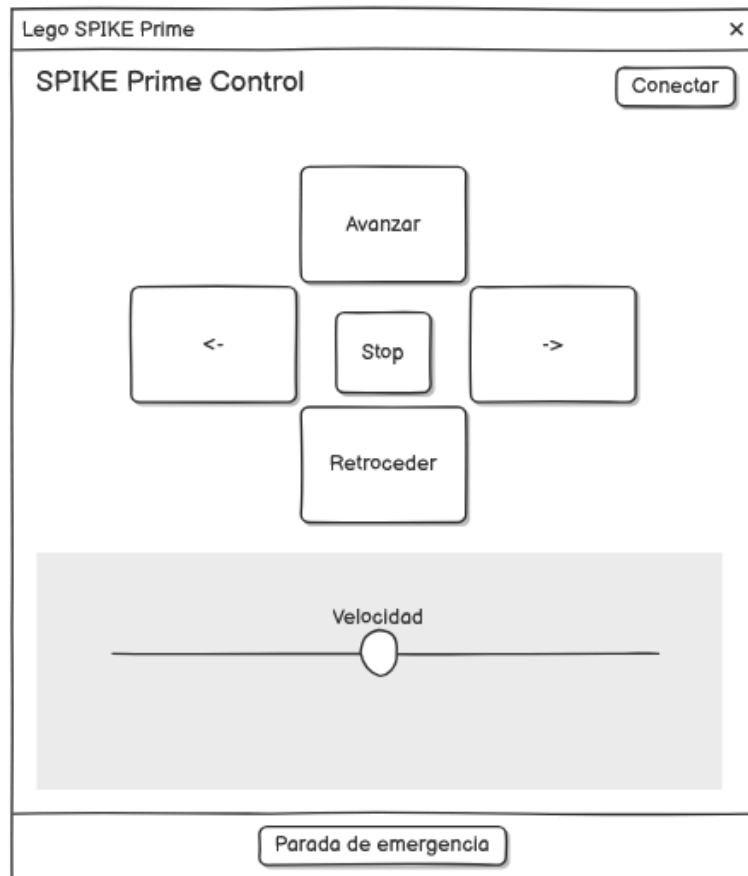 Lego SPIKE Prime
×
SPIKE Prime Control
Conectar
Avanzar
<-
Stop
->
Retroceder
Velocidad
Parada de emergencia